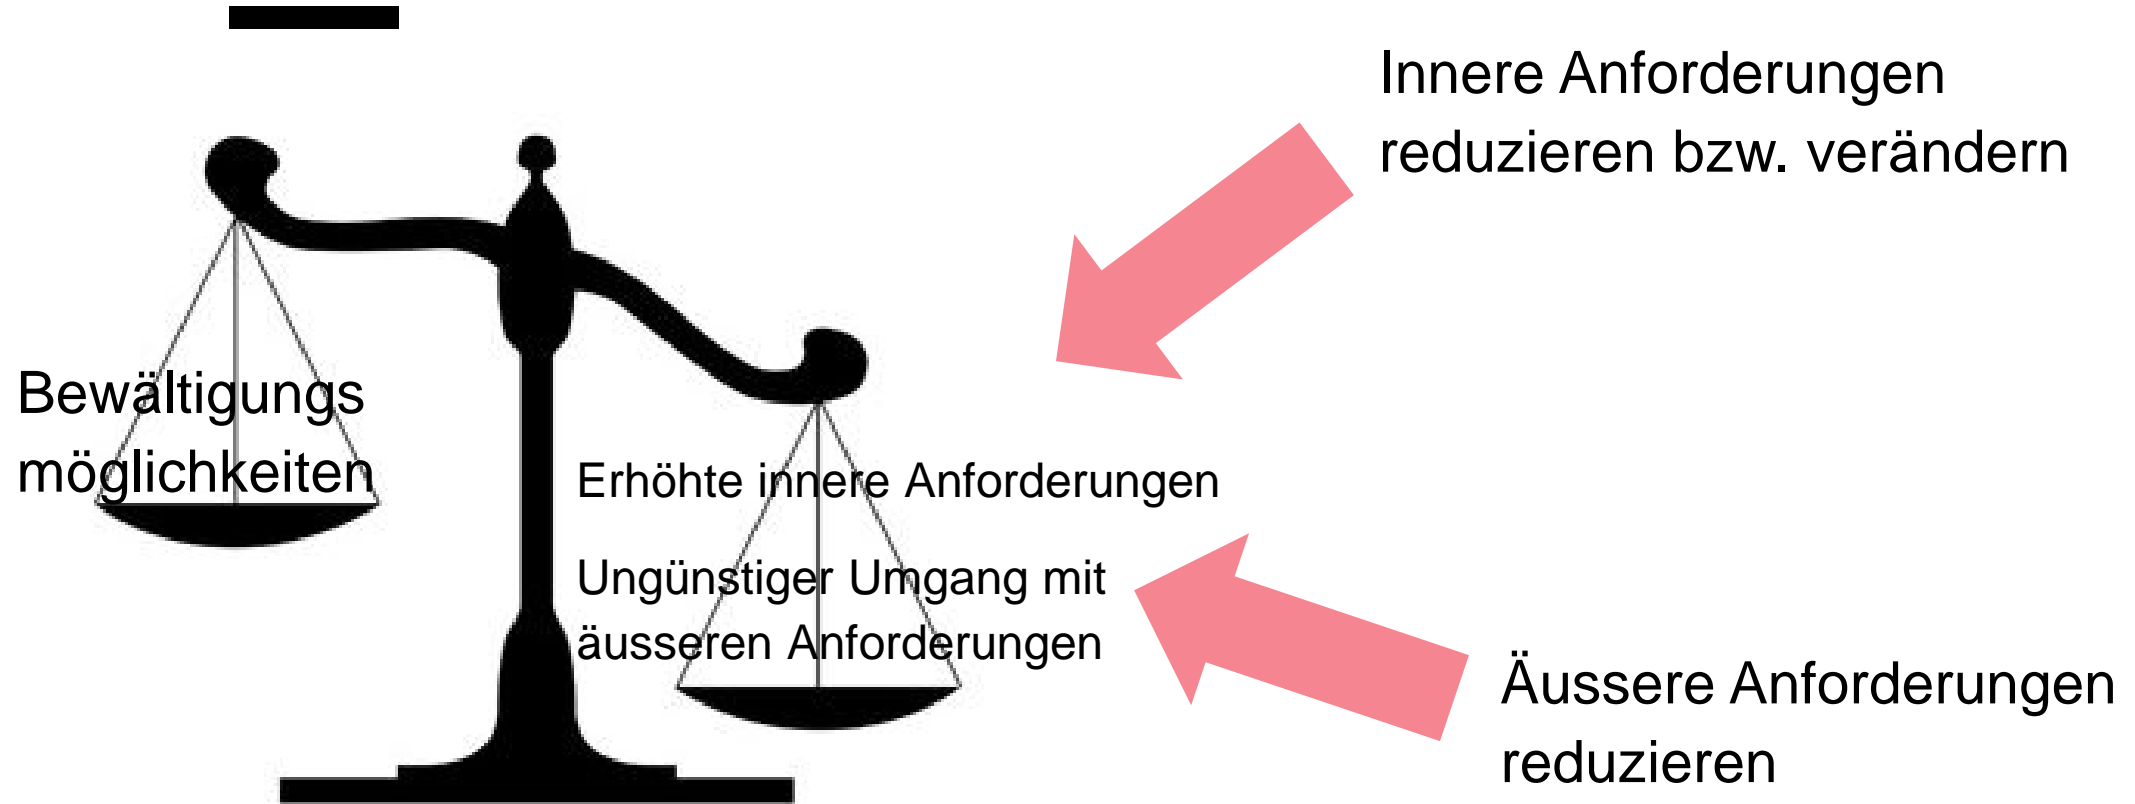 Innere Anforderungen
reduzieren bzw. verändern
Bewältigungs
möglichkeiten
Erhöhte innere Anforderungen
Ungünstiger Umgang mit
äusseren Anforderungen
Äussere Anforderungen
reduzieren